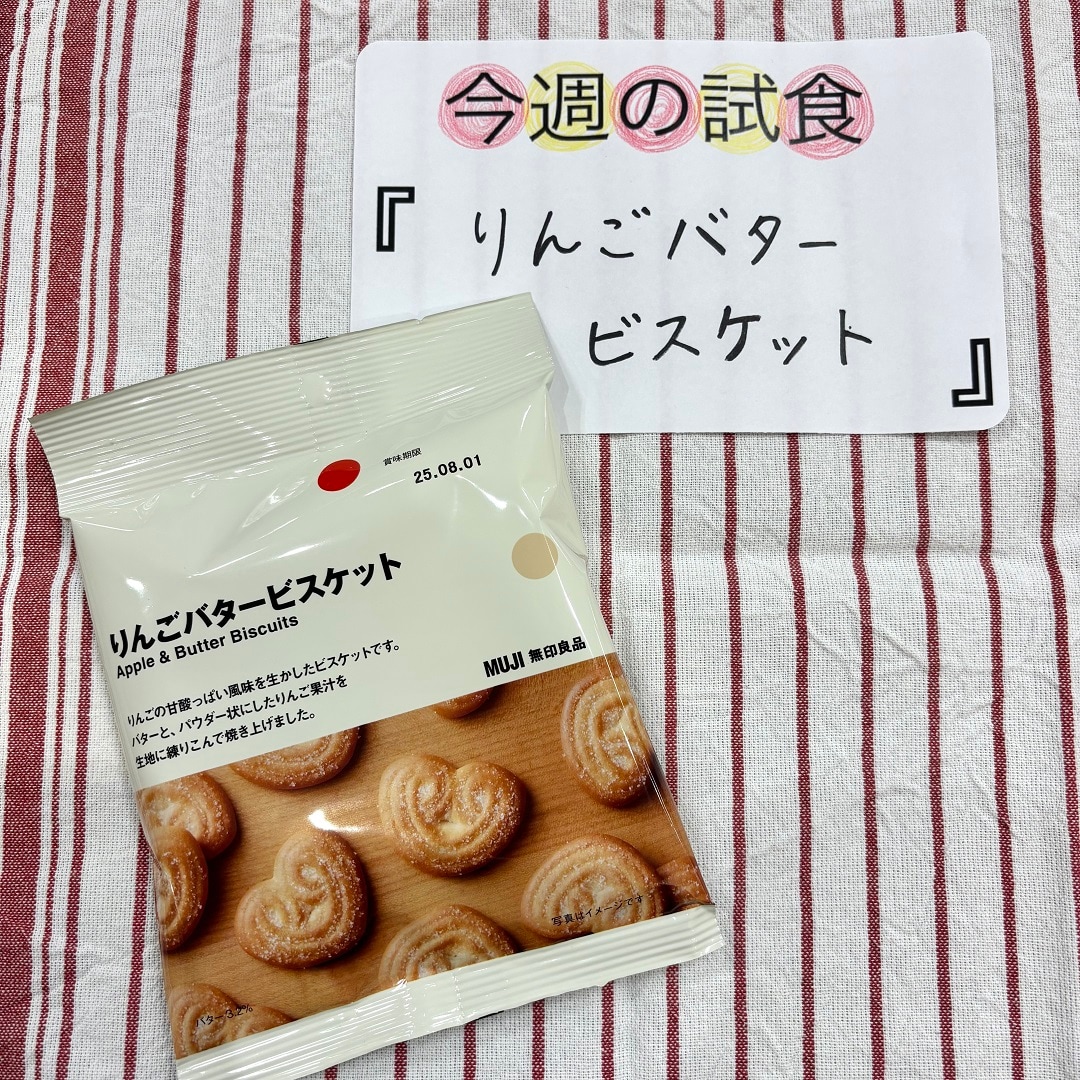 今週の試食
『りんごバター
ビスケット』
賞味期限
25.08.01
りんごバタービスケット
Apple & Butter Biscuits
MUJI 無印良品
りんごの甘酸っぱい風味を生かしたビスケットです。
バターと、パウダー状にしたりんご果汁を
生地に練りこんで焼き上げました。
写真はイメージです
バター3.2%